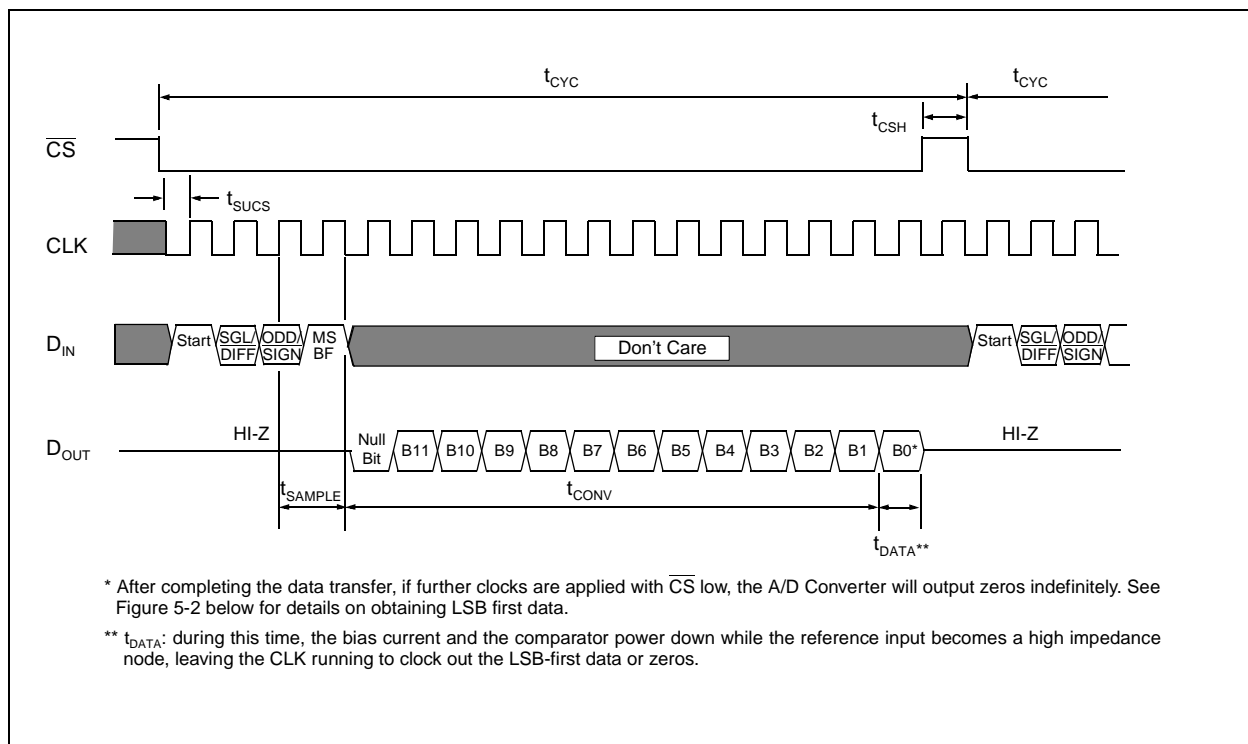 tCYC tCYC
tCSH
CS
tSUCS
CLK
DIN
Start SGL/ DIFF ODD/ SIGN MS BF Don't Care Start SGL/ DIFF ODD/ SIGN
DOUT
HI-Z Null Bit B11 B10 B9 B8 B7 B6 B5 B4 B3 B2 B1 B0* HI-Z
tSAMPLE tCONV
tDATA**
* After completing the data transfer, if further clocks are applied with CS low, the A/D Converter will output zeros indefinitely. See
Figure 5-2 below for details on obtaining LSB first data.
** tDATA: during this time, the bias current and the comparator power down while the reference input becomes a high impedance
node, leaving the CLK running to clock out the LSB-first data or zeros.